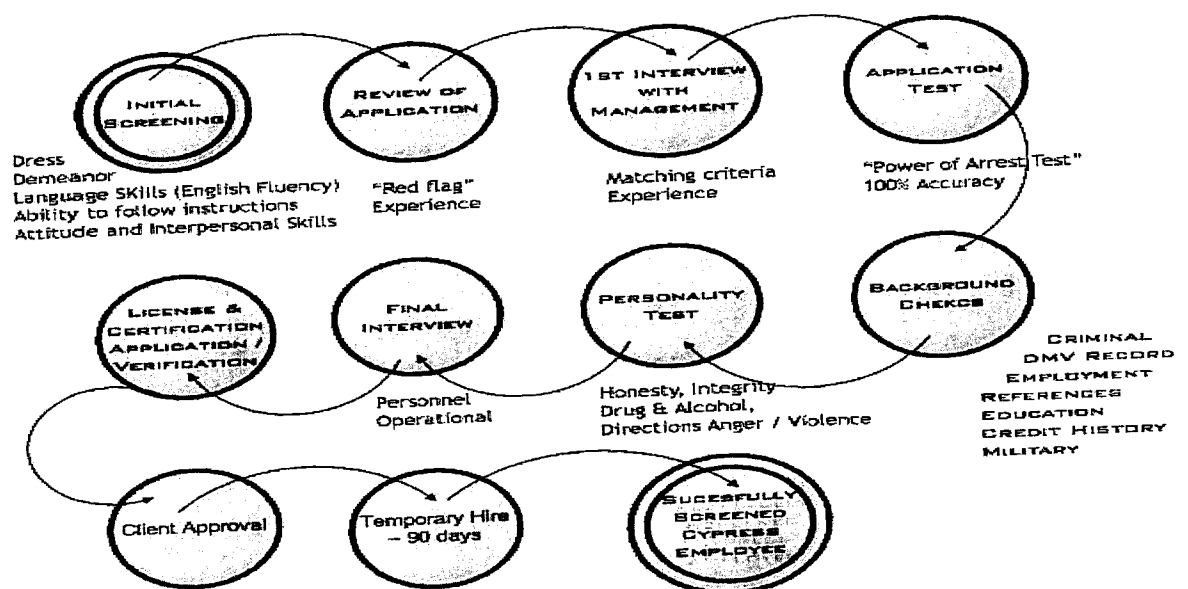 INITIAL
SCREENING
Dress
Demeanor
Language SKills (English Fluency)
Ability to follow instructions
Attitude and Interpersonal Skills
REVIEW OF
APPLICATION
"Red flag"
Experience
1ST INTERVIEW
WITH
MANAGEMENT
Matching criteria
Experience
APPLICATION
TEST
"Power of Arrest Test"
100% Accuracy
BACKGROUND
CHEKCS
CRIMINAL
DMV RECORD
EMPLOYMENT
REFERENCES
EDUCATION
CREDIT HISTORY
MILITARY
PERSONALITY
TEST
Honesty, Integrity
Drug & Alcohol,
Directions Anger / Violence
FINAL
INTERVIEW
Personnel
Operational
LICENSE &
CERTIFICATION
APPLICATION /
VERIFICATION
Client Approval
Temporary Hire
– 90 days
SUCESFULLY
SCREENED
CYPRESS
EMPLOYEE